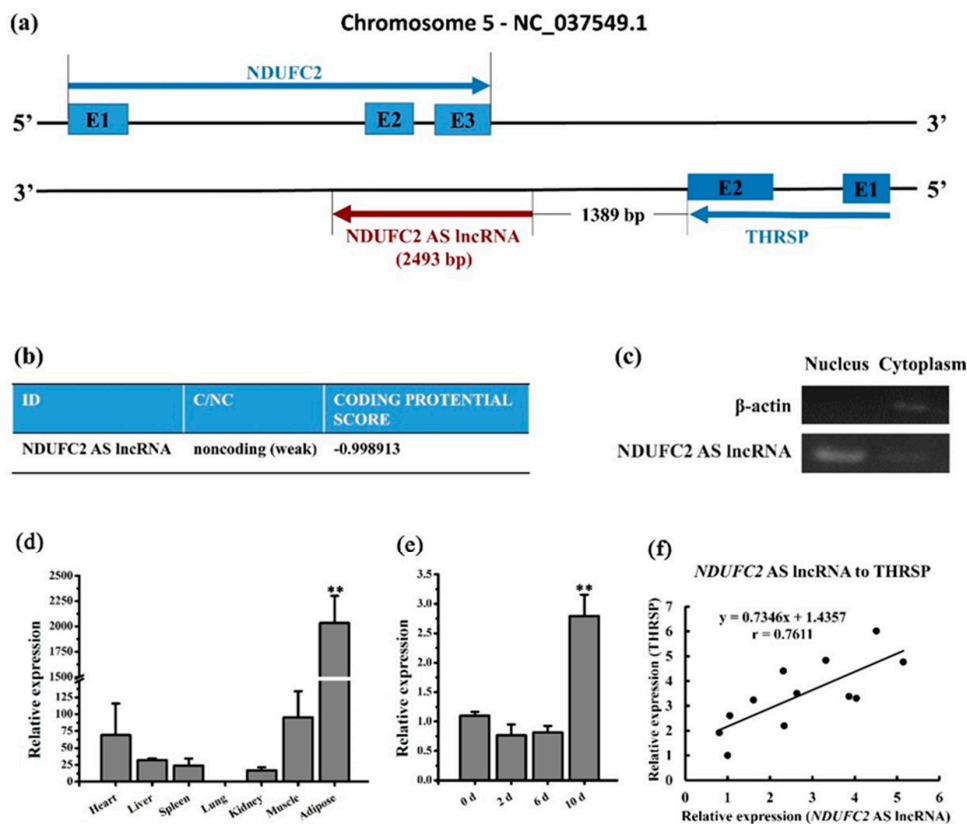 (a)
Chromosome 5 - NC_037549.1
NDUFC2
5’ E1 E2 E3 3’
3’ E2 E1 5’
1389 bp
NDUFC2 AS lncRNA
(2493 bp)
THRSP
(b)
ID C/NC CODING PROTENTIAL SCORE
NDUFC2 AS lncRNA noncoding (weak) -0.998913
(c)
Nucleus Cytoplasm
β-actin
NDUFC2 AS lncRNA
(d)
Relative expression
2500
2250
2000
1750
1500
125
100
75
50
25
0
**
Heart Liver Spleen Lung Kidney Muscle Adipose
(e)
Relative expression
3.5
3.0
2.5
2.0
1.5
1.0
0.5
0.0
**
0 d 2 d 6 d 10 d
(f)
NDUFC2 AS lncRNA to THRSP
y = 0.7346x + 1.4357
r = 0.7611
Relative expression (THRSP)
7
6
5
4
3
2
1
0
0 1 2 3 4 5 6
Relative expression (NDUFC2 AS lncRNA)